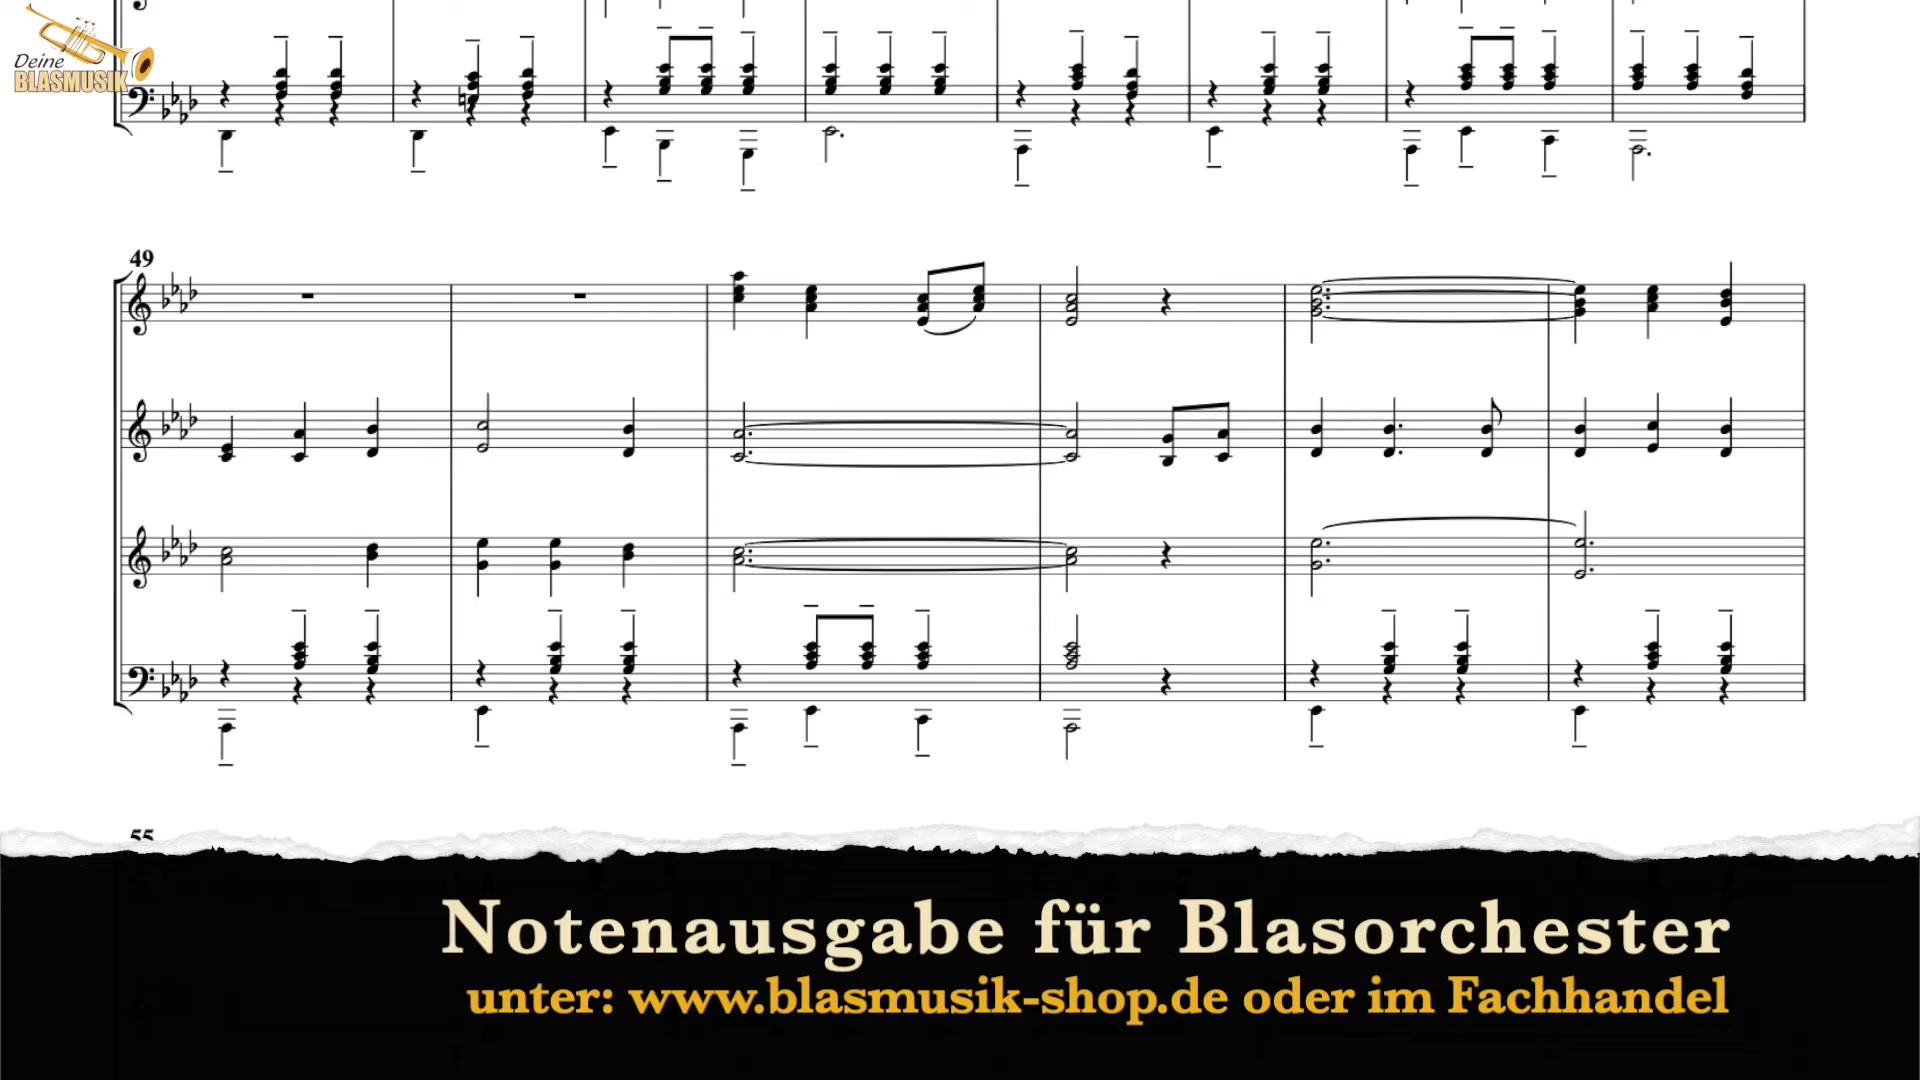 Deine
BLASMUSIK
49
55
Notenausgabe für Blasorchester
unter: www.blasmusik-shop.de oder im Fachhandel